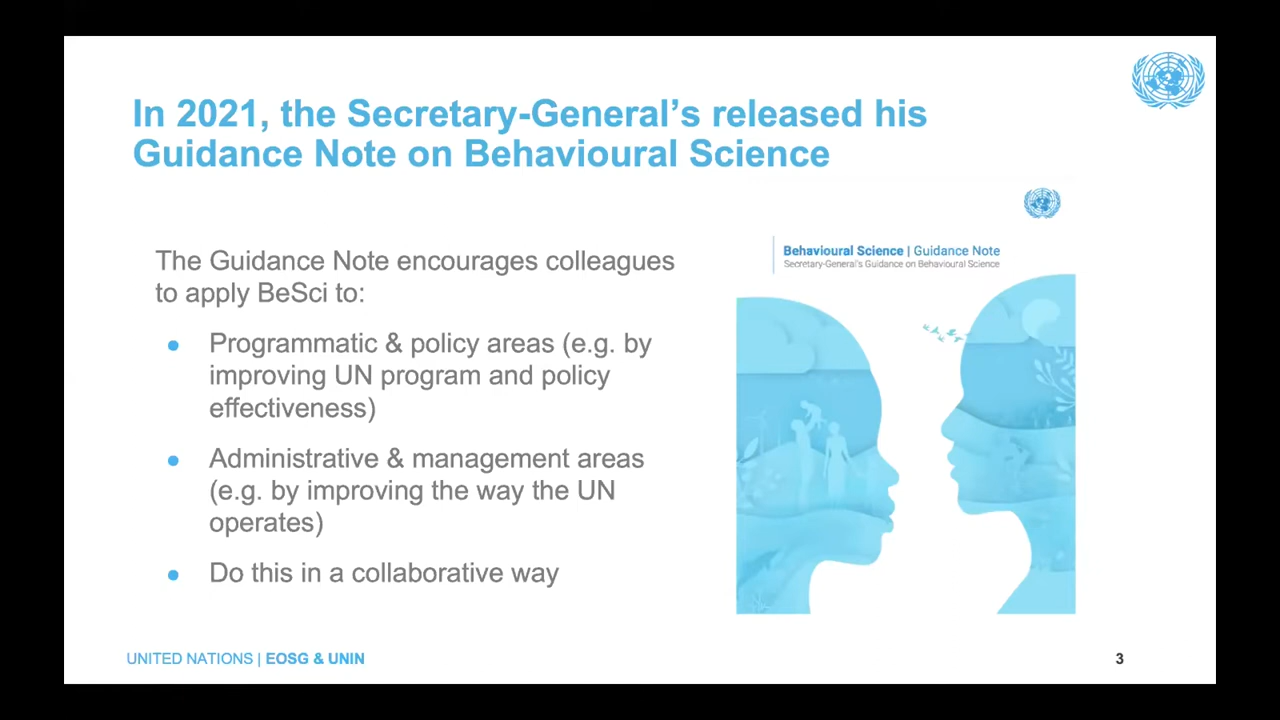 In 2021, the Secretary-General’s released his
Guidance Note on Behavioural Science
The Guidance Note encourages colleagues
to apply BeSci to:
● Programmatic & policy areas (e.g. by
improving UN program and policy
effectiveness)
● Administrative & management areas
(e.g. by improving the way the UN
operates)
● Do this in a collaborative way
Behavioural Science | Guidance Note
Secretary-General's Guidance on Behavioural Science
UNITED NATIONS | EOSG & UNIN
3